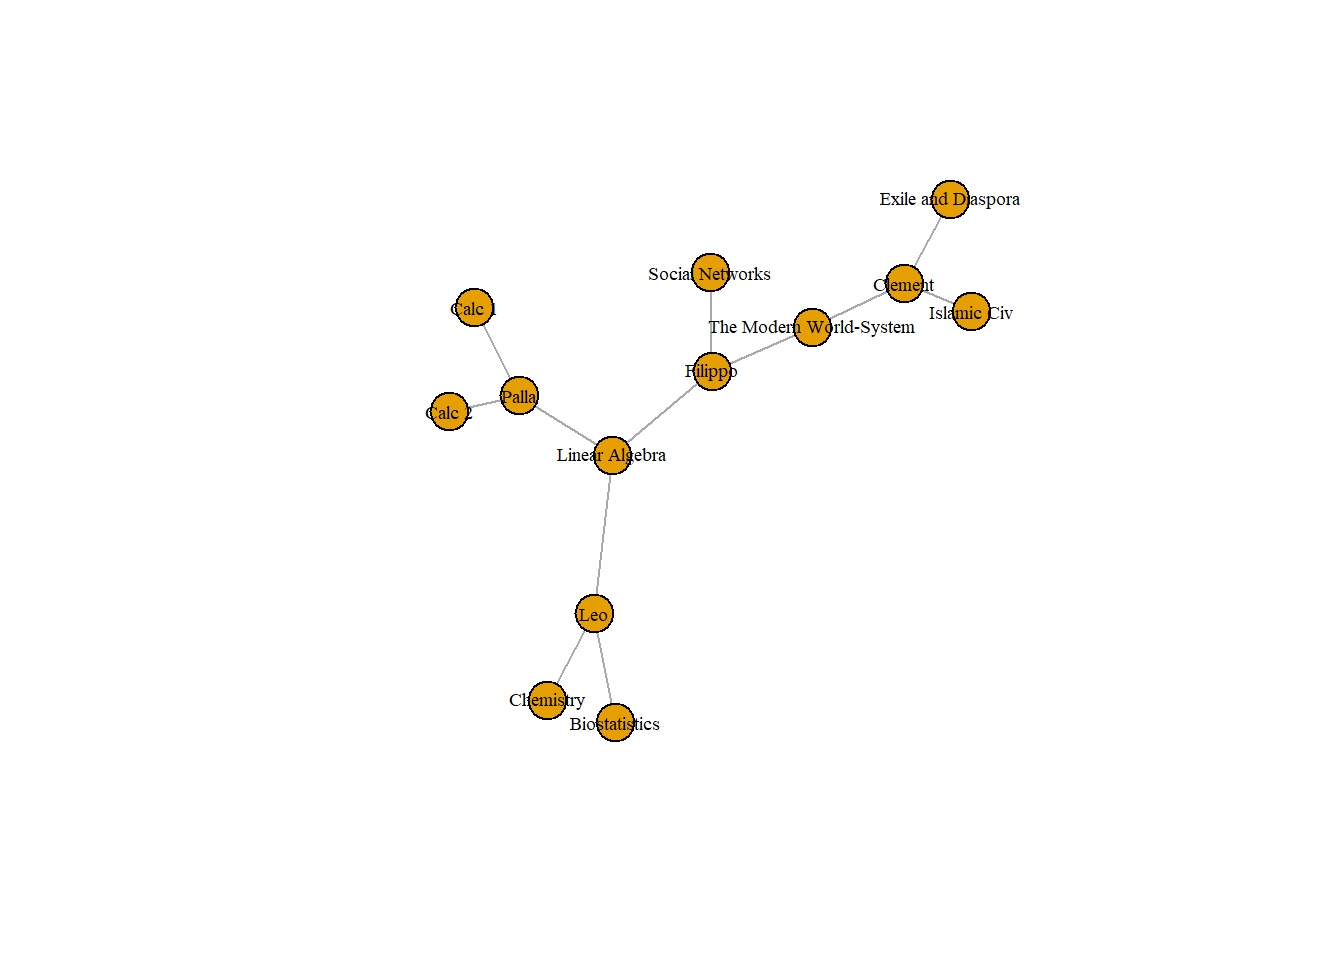 Exile and Diaspora
Social Networks
Clement
Calc 1
Islamic Civ
The Modern World-System
Filippo
Palla
Calc 2
Linear Algebra
Leo
Chemistry
Biostatistics